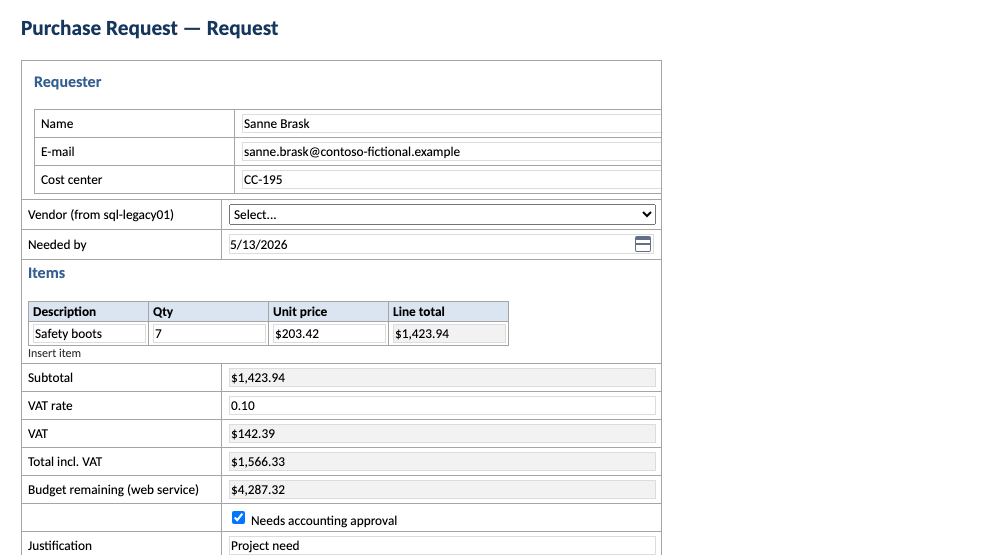 Purchase Request — Request
Requester
Name Sanne Brask
E-mail sanne.brask@contoso-fictional.example
Cost center CC-195
Vendor (from sql-legacy01) Select...
Needed by 5/13/2026
Items
Description Qty Unit price Line total
Safety boots 7 $203.42 $1,423.94
Insert item
Subtotal $1,423.94
VAT rate 0.10
VAT $142.39
Total incl. VAT $1,566.33
Budget remaining (web service) $4,287.32
Needs accounting approval
Justification Project need